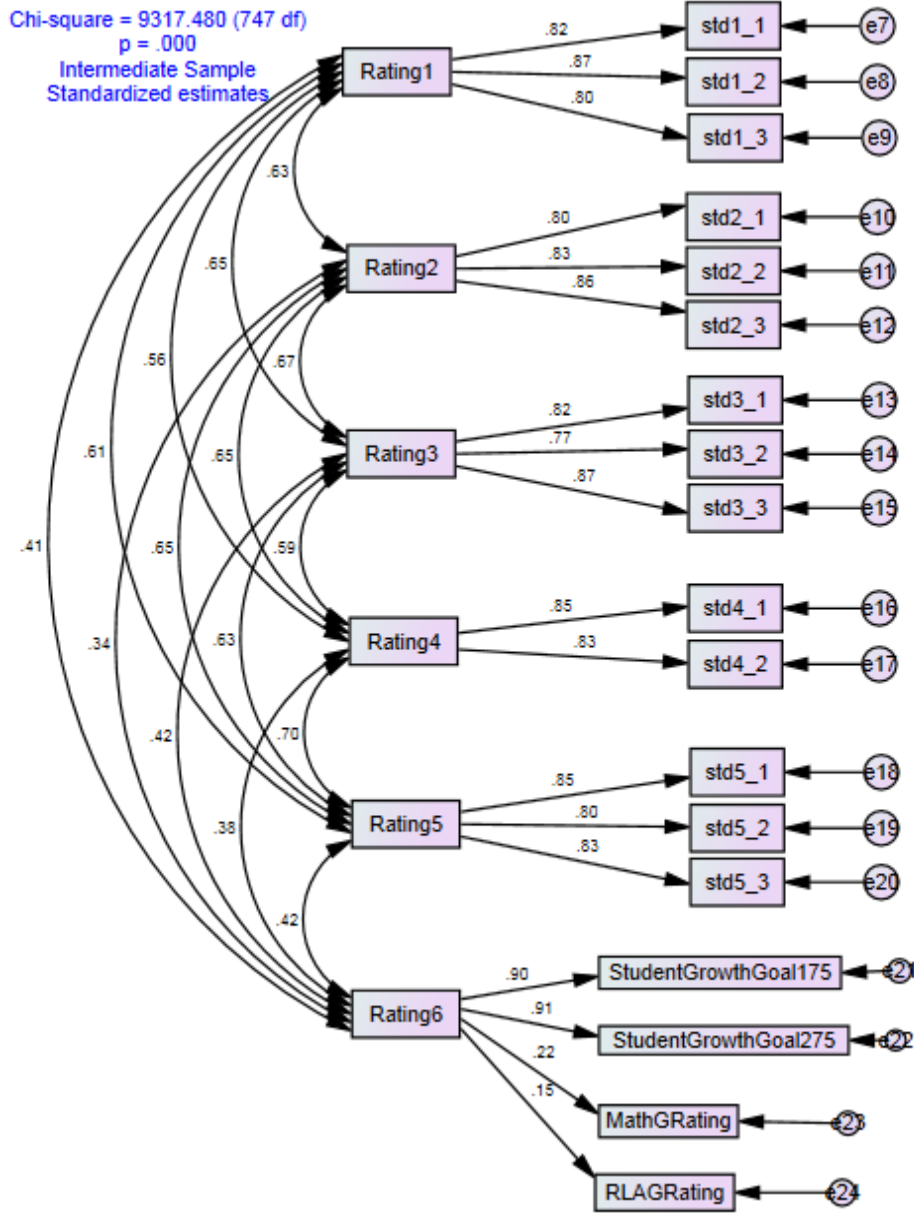 Chi-square = 9317.480 (747 df)
p = .000
Intermediate Sample
Standardized estimates
Rating1
.82
std1_1
e7
.87
std1_2
e8
.80
std1_3
e9
.63
Rating2
.80
std2_1
e10
.83
std2_2
e11
.86
std2_3
e12
.65
.67
Rating3
.82
std3_1
e13
.77
std3_2
e14
.87
std3_3
e15
.56
.65
.61
.65
.59
.41
Rating4
.85
std4_1
e16
.83
std4_2
e17
.34
.63
.42
.70
Rating5
.85
std5_1
e18
.80
std5_2
e19
.83
std5_3
e20
.38
.42
Rating6
.90
StudentGrowthGoal175
e21
.91
StudentGrowthGoal275
e22
.22
MathGRating
e23
.15
RLAGRating
e24